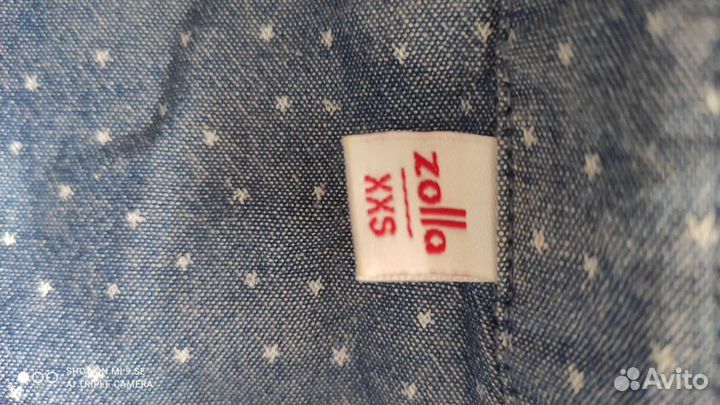 zolla
XXS
SHOT ON MI 9 SE
AI TRIPLE CAMERA
Avito